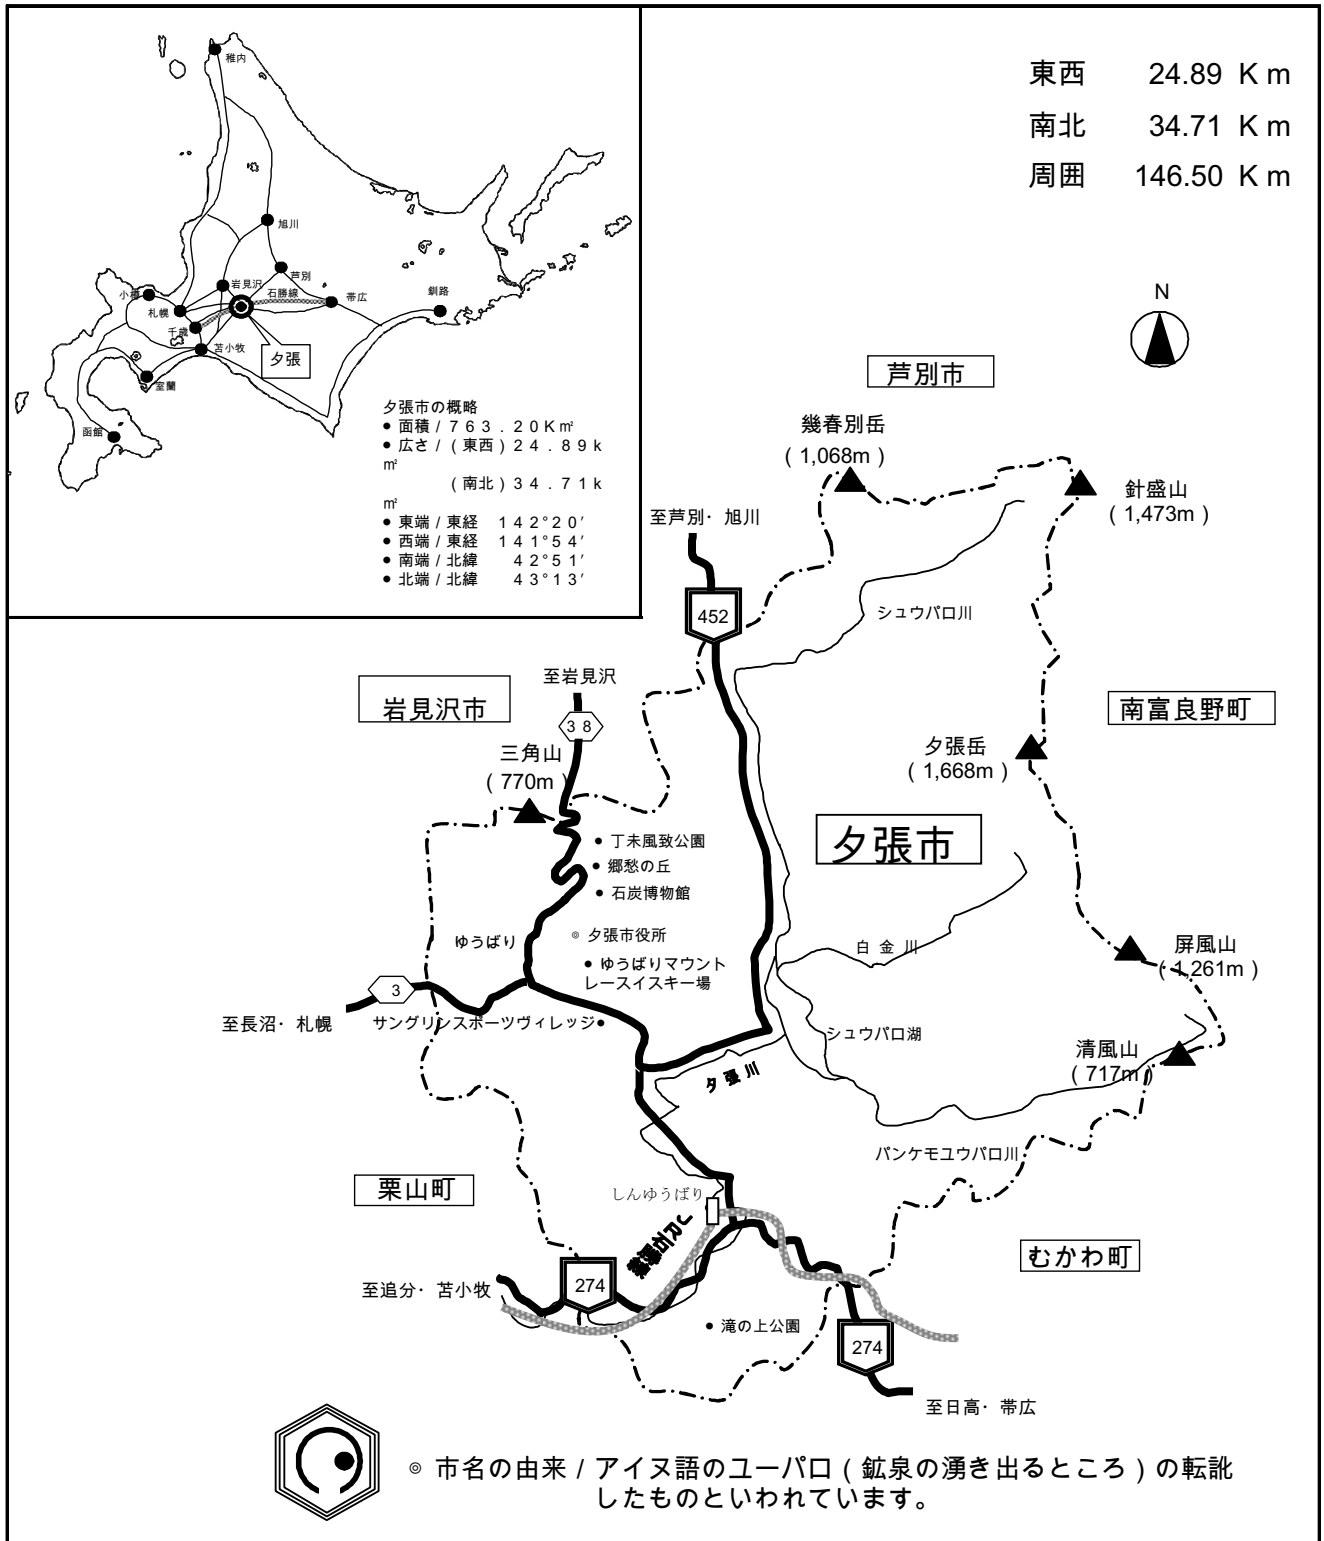 稚内
旭川
芦別
岩見沢
石勝線
帯広
釧路
小樽
札幌
千歳
苫小牧
夕張
室蘭
函館
夕張市の概略
● 面積 / 763.20K㎡
● 広さ / (東西) 24.89k
㎡
(南北) 34.71k
㎡
● 東端 / 東経 142°20′
● 西端 / 東経 141°54′
● 南端 / 北緯 42°51′
● 北端 / 北緯 43°13′
東西 24.89 Km
南北 34.71 Km
周囲 146.50 Km
N
芦別市
幾春別岳
(1,068m)
針盛山
(1,473m)
至芦別・旭川
452
シュウパロ川
至岩見沢
岩見沢市
38
南富良野町
三角山
(770m)
夕張岳
(1,668m)
夕張市
● 丁未風致公園
● 郷愁の丘
● 石炭博物館
ゆうばり
◎ 夕張市役所
● ゆうばりマウント
レースイスキー場
白金川
屏風山
(1,261m)
3
至長沼・札幌
サングリンスポーツヴィレッジ●
シュウパロ湖
清風山
(717m)
夕張川
パンケモユウパロ川
栗山町
しんゆうばり
JR石勝線
むかわ町
274
至追分・苫小牧
● 滝の上公園
274
至日高・帯広
◎ 市名の由来 / アイヌ語のユーパロ(鉱泉の湧き出るところ)の転訛
したものといわれています。